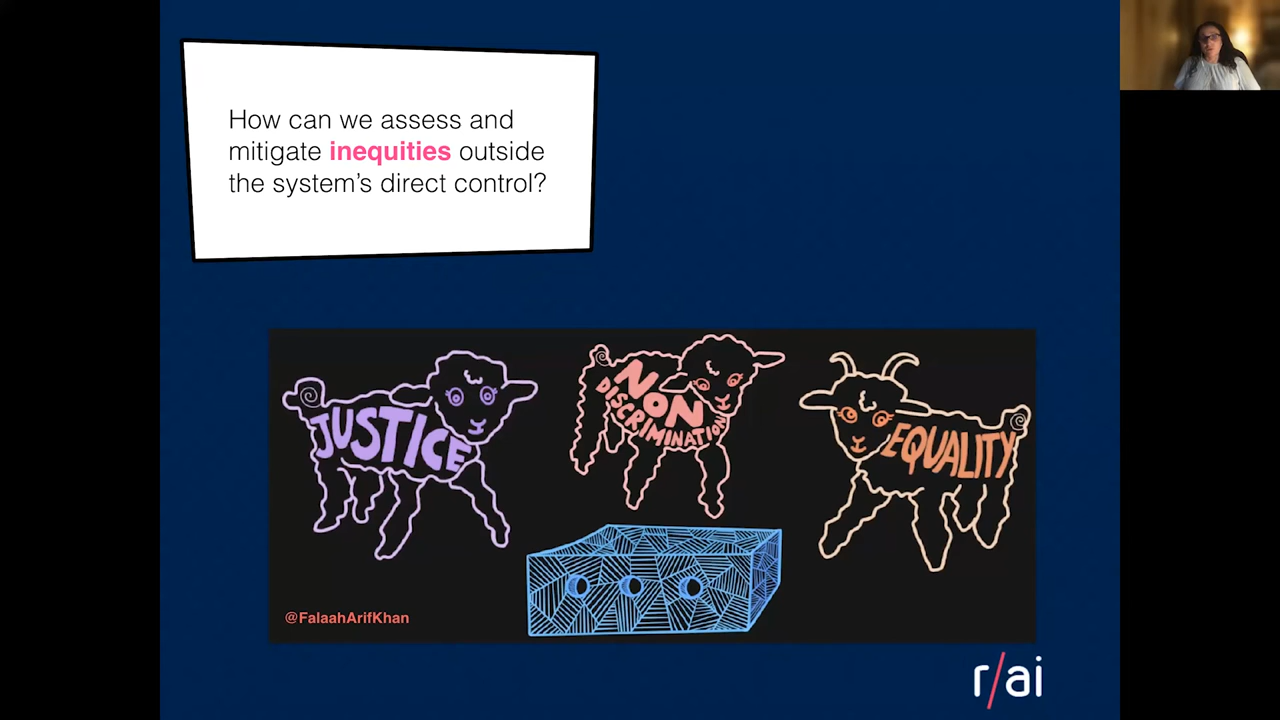 How can we assess and
mitigate inequities outside
the system's direct control?
JUSTICE
NON
DISCRIMINATION
EQUALITY
@FalaahArifKhan
r/ai